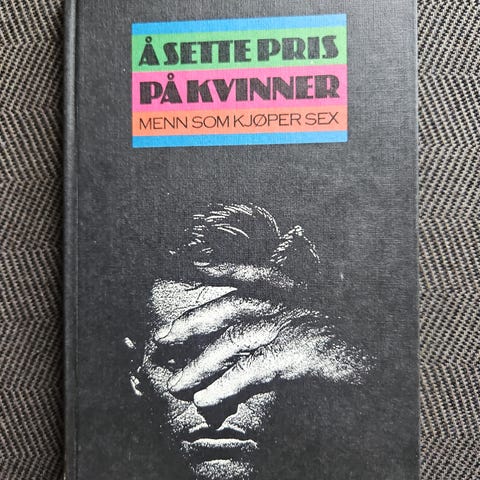 Å SETTE PRIS
PÅ KVINNER
MENN SOM KJØPER SEX